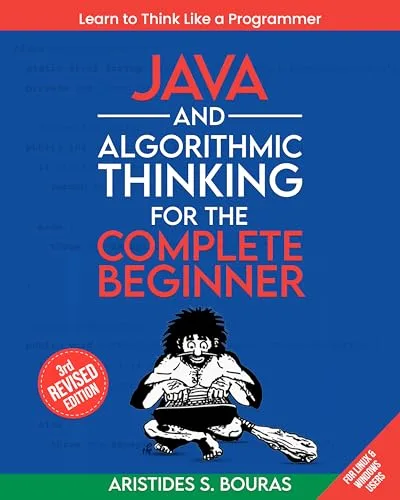 Learn to Think Like a Programmer
JAVA
AND
ALGORITHMIC
THINKING
FOR THE
COMPLETE
BEGINNER
3rd
REVISED
EDITION
FOR LINUX &
WINDOWS
USERS
ARISTIDES S. BOURAS